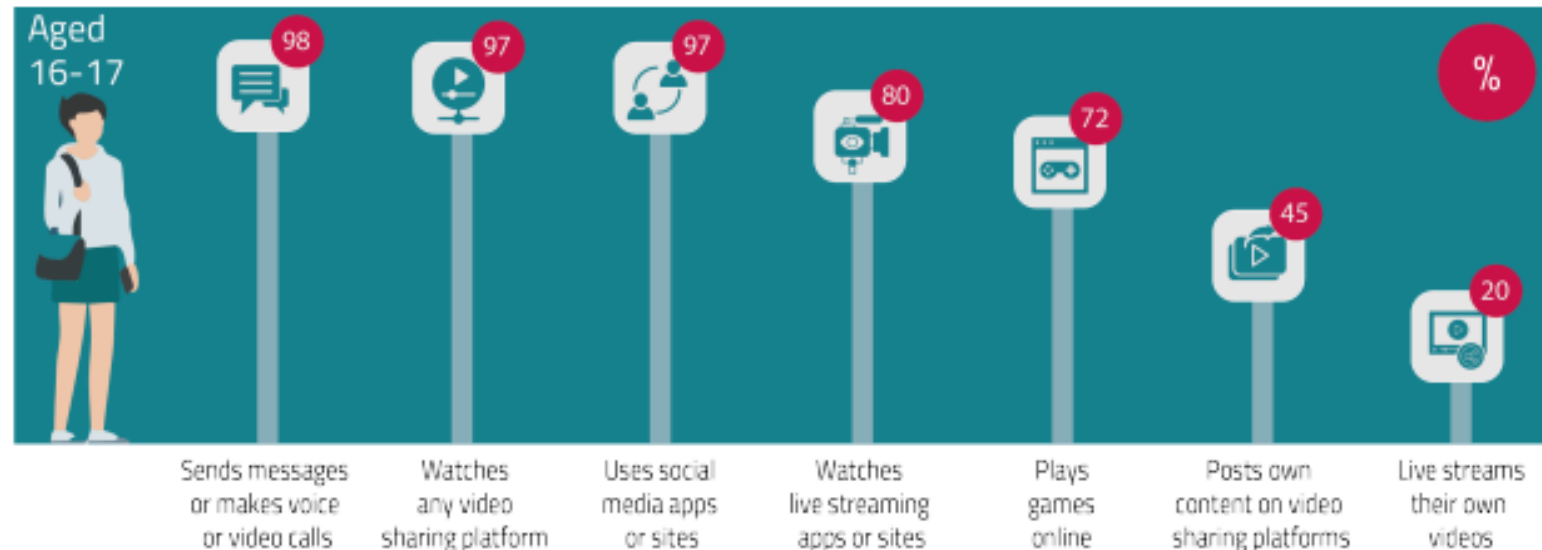 Aged
16-17
98
97
97
80
72
45
20
%
Sends messages
or makes voice
or video calls
Watches
any video
sharing platform
Uses social
media apps
or sites
Watches
live streaming
apps or sites
Plays
games
online
Posts own
content on video
sharing platforms
Live streams
their own
videos